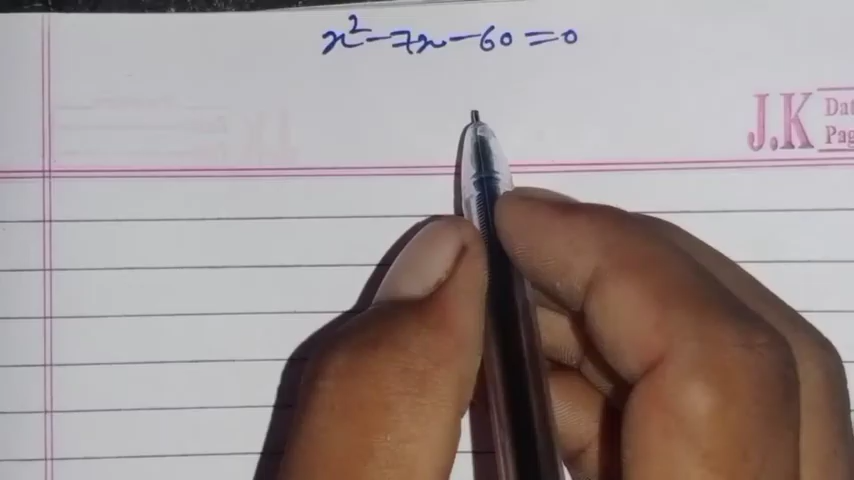 x² - 7x - 60 = 0
J.K Dat
Pag